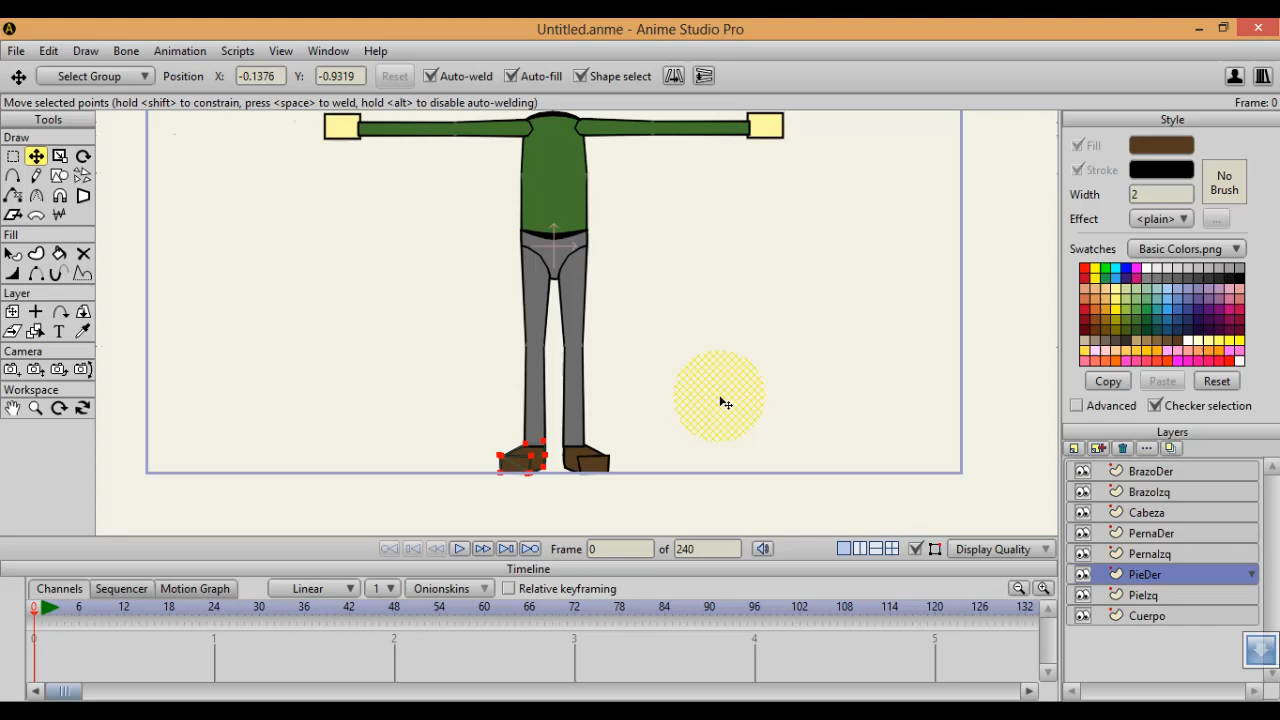 Untitled.anme - Anime Studio Pro
File Edit Draw Bone Animation Scripts View Window Help
Select Group Position X: -0.1376 Y: -0.9319 Reset Auto-weld Auto-fill Shape select
Move selected points (hold <shift> to constrain, press <space> to weld, hold <alt> to disable auto-welding) Frame: 0
Tools
Draw
Fill
Layer
Camera
Workspace
Style
Fill
Stroke
Width 2
No
Brush
Effect <plain> ...
Swatches Basic Colors.png
Copy Paste Reset
Advanced Checker selection
Layers
BrazoDer
BrazoIzq
Cabeza
PernaDer
PernaIzq
PieDer
PieIzq
Cuerpo
Frame 0 of 240 Display Quality
Timeline
Channels Sequencer Motion Graph Linear 1 Onionskins Relative keyframing
0 6 12 18 24 30 36 42 48 54 60 66 72 78 84 90 96 102 108 114 120 126 132
0 1 2 3 4 5